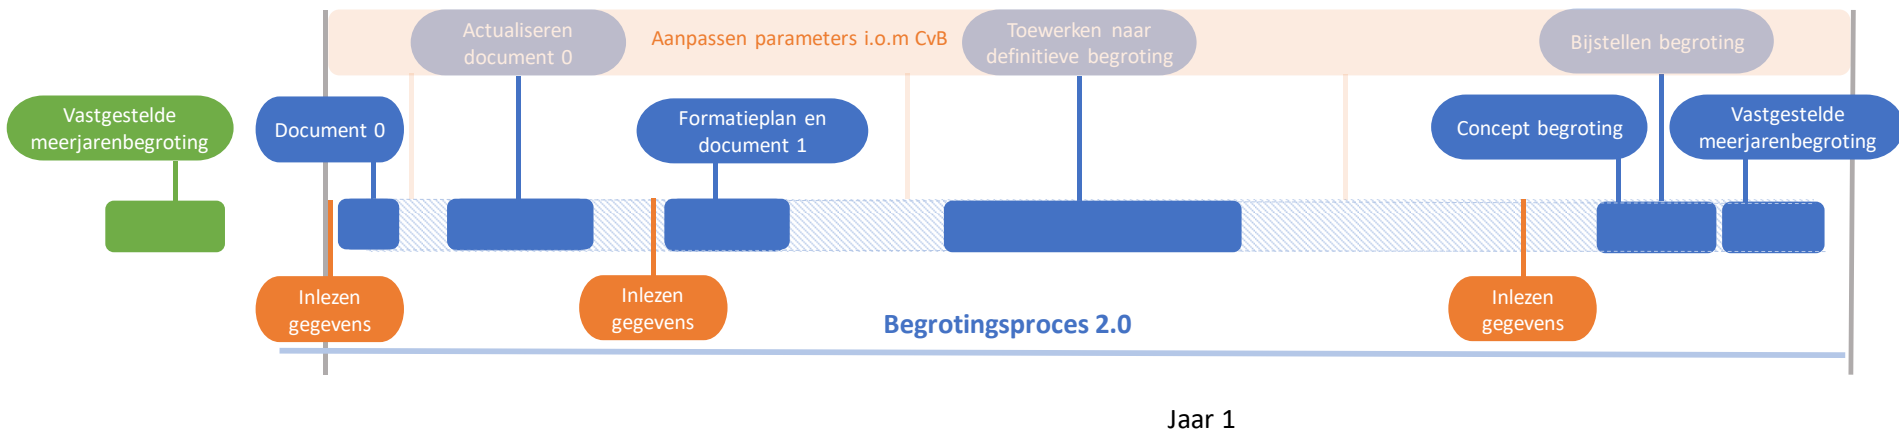 Actualiseren
document 0
Aanpassen parameters i.o.m CvB
Toewerken naar
definitieve begroting
Bijstellen begroting
Vastgestelde
meerjarenbegroting
Document 0
Formatieplan en
document 1
Concept begroting
Vastgestelde
meerjarenbegroting
Inlezen
gegevens
Inlezen
gegevens
Inlezen
gegevens
Begrotingsproces 2.0
Jaar 1